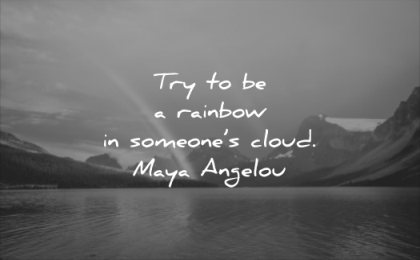 Try to be
a rainbow
in someone's cloud.
Maya Angelou